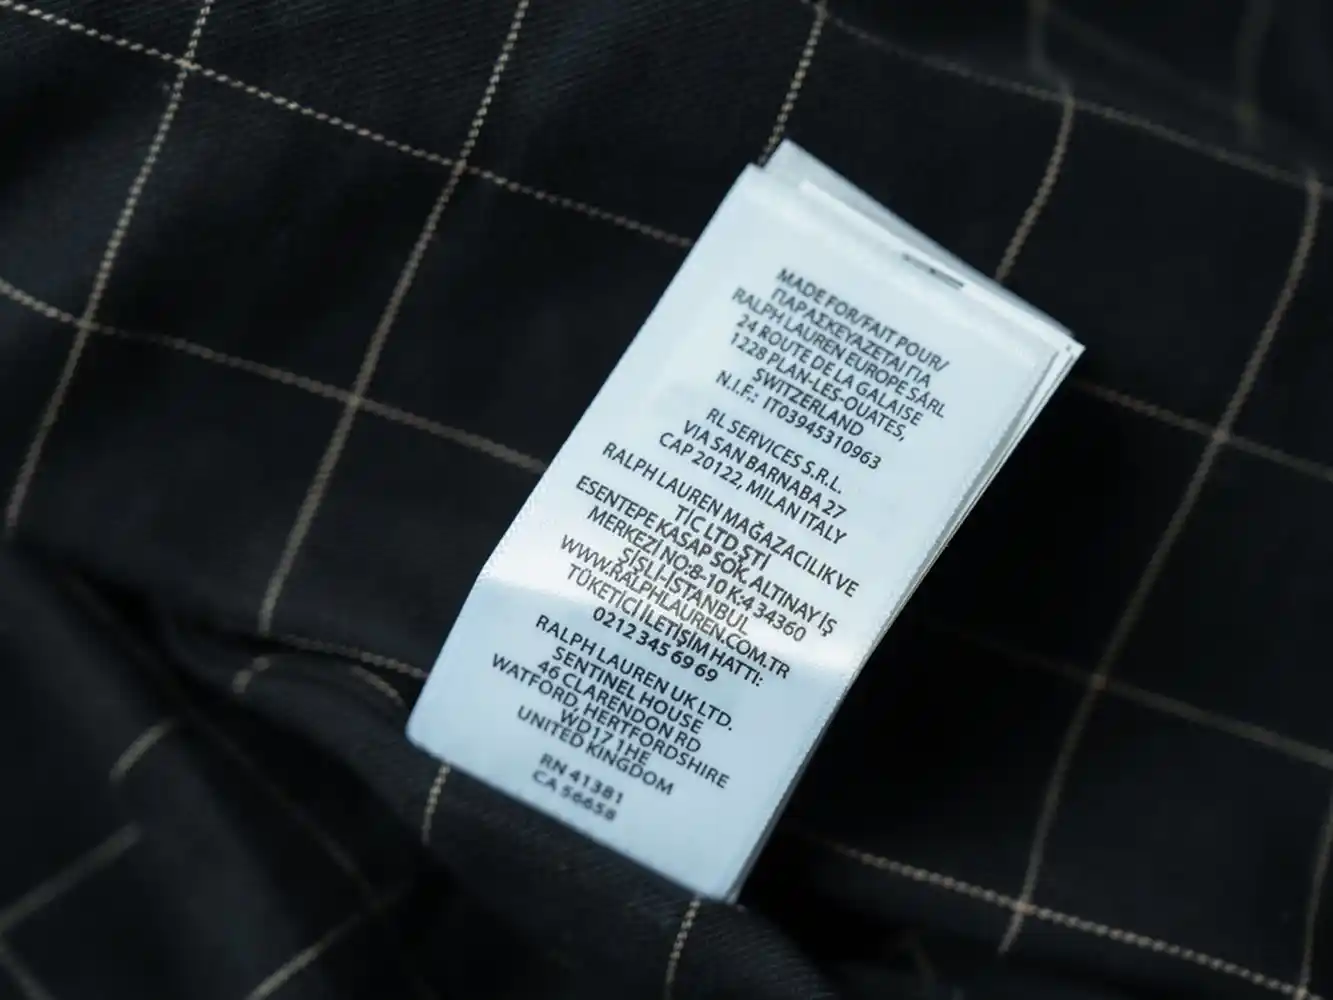 MADE FOR/FAIT POUR/
ΠΑΡΑΣΚΕΥΑΖΕΤΑΙ ΓΙΑ
RALPH LAUREN EUROPE SÀRL
24 ROUTE DE LA GALAISE
1228 PLAN-LES-OUATES,
SWITZERLAND
N.I.F.: IT03945310963
RL SERVICES S.R.L.
VIA SAN BARNABA 27
CAP 20122, MILAN ITALY
RALPH LAUREN MAĞAZACILIK VE
TİC LTD ŞTİ
ESENTEPE KASAP SOK. ALTINAY İŞ
MERKEZİ NO:8-10 K:4 34360
ŞİŞLİ-İSTANBUL
WWW.RALPHLAUREN.COM.TR
TÜKETİCİ İLETİŞİM HATTI:
0212 345 69 69
RALPH LAUREN UK LTD.
SENTINEL HOUSE
46 CLARENDON RD
WATFORD, HERTFORDSHIRE
WD17 1HE
UNITED KINGDOM
RN 41381
CA 56658